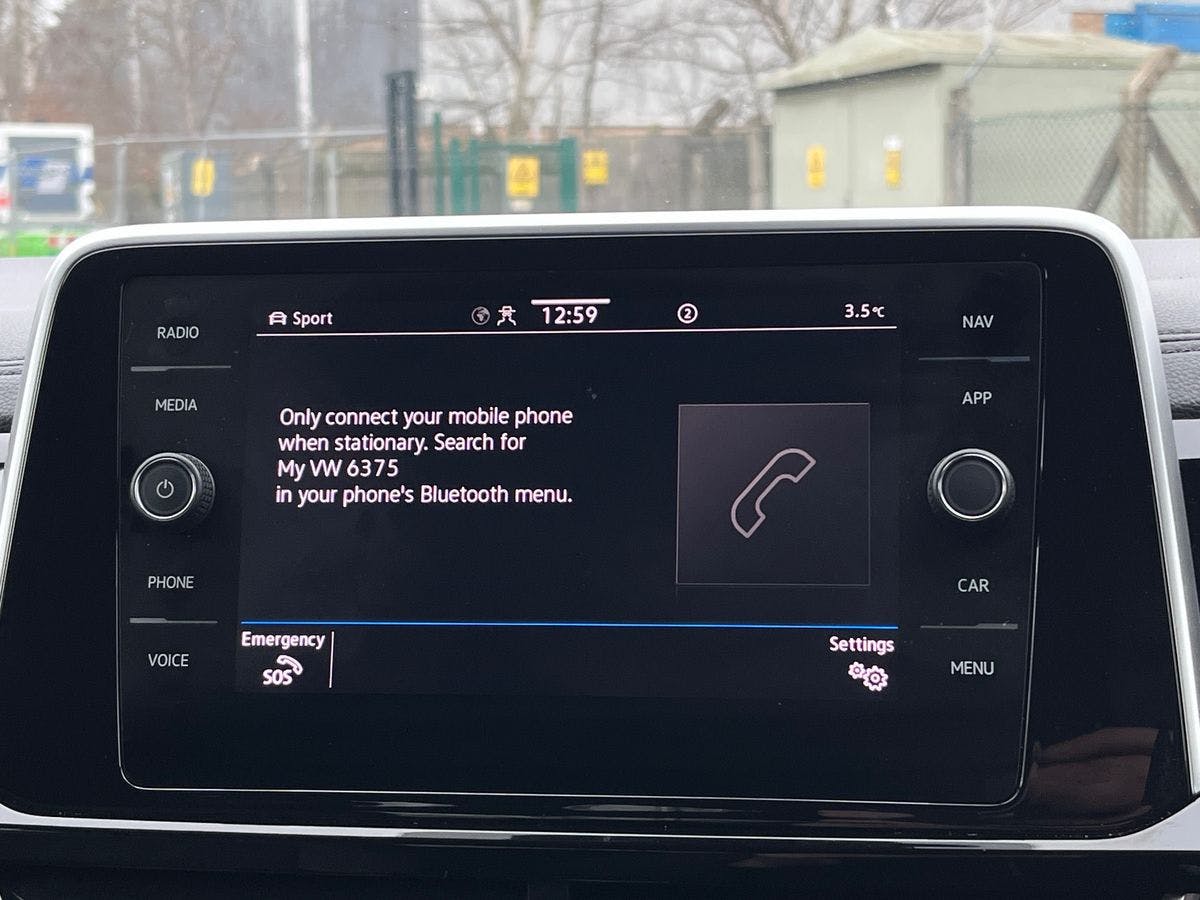 RADIO
MEDIA
PHONE
VOICE
Sport
12:59
2
3.5°C
Only connect your mobile phone
when stationary. Search for
My VW 6375
in your phone's Bluetooth menu.
Emergency
SOS
Settings
NAV
APP
CAR
MENU